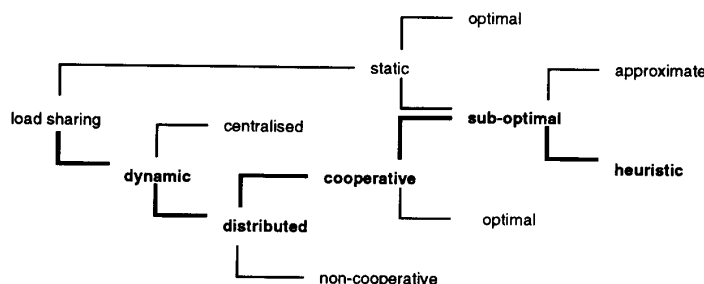 optimal
static
approximate
load sharing
centralised
sub-optimal
dynamic
cooperative
heuristic
distributed
optimal
non-cooperative